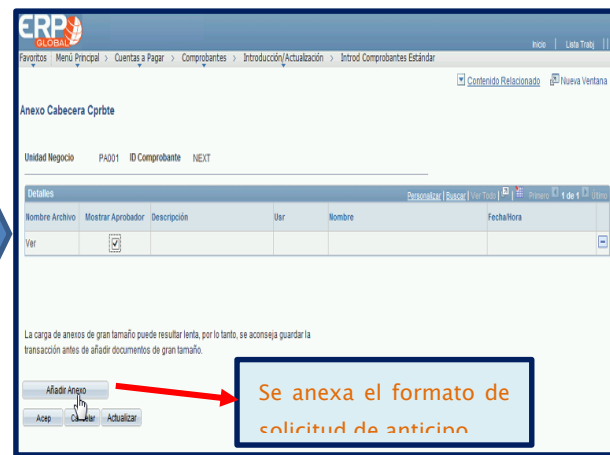 ERP
GLOBAL
Inicio | Lista Trabj |
Favoritos | Menú Principal > Cuentas a Pagar > Comprobantes > Introducción/Actualización > Introd Comprobantes Estándar
Contenido Relacionado Nueva Ventana
Anexo Cabecera Cprbte
Unidad Negocio PA001 ID Comprobante NEXT
Detalles Personalizar | Buscar | Ver Todo | Primero 1 de 1 Último
Nombre Archivo Mostrar Aprobador Descripción Usr Nombre Fecha/Hora
Ver
La carga de anexos de gran tamaño puede resultar lenta, por lo tanto, se aconseja guardar la
transacción antes de añadir documentos de gran tamaño.
Añadir Anexo
Acep Cancelar Actualizar
Se anexa el formato de
solicitud de anticipo